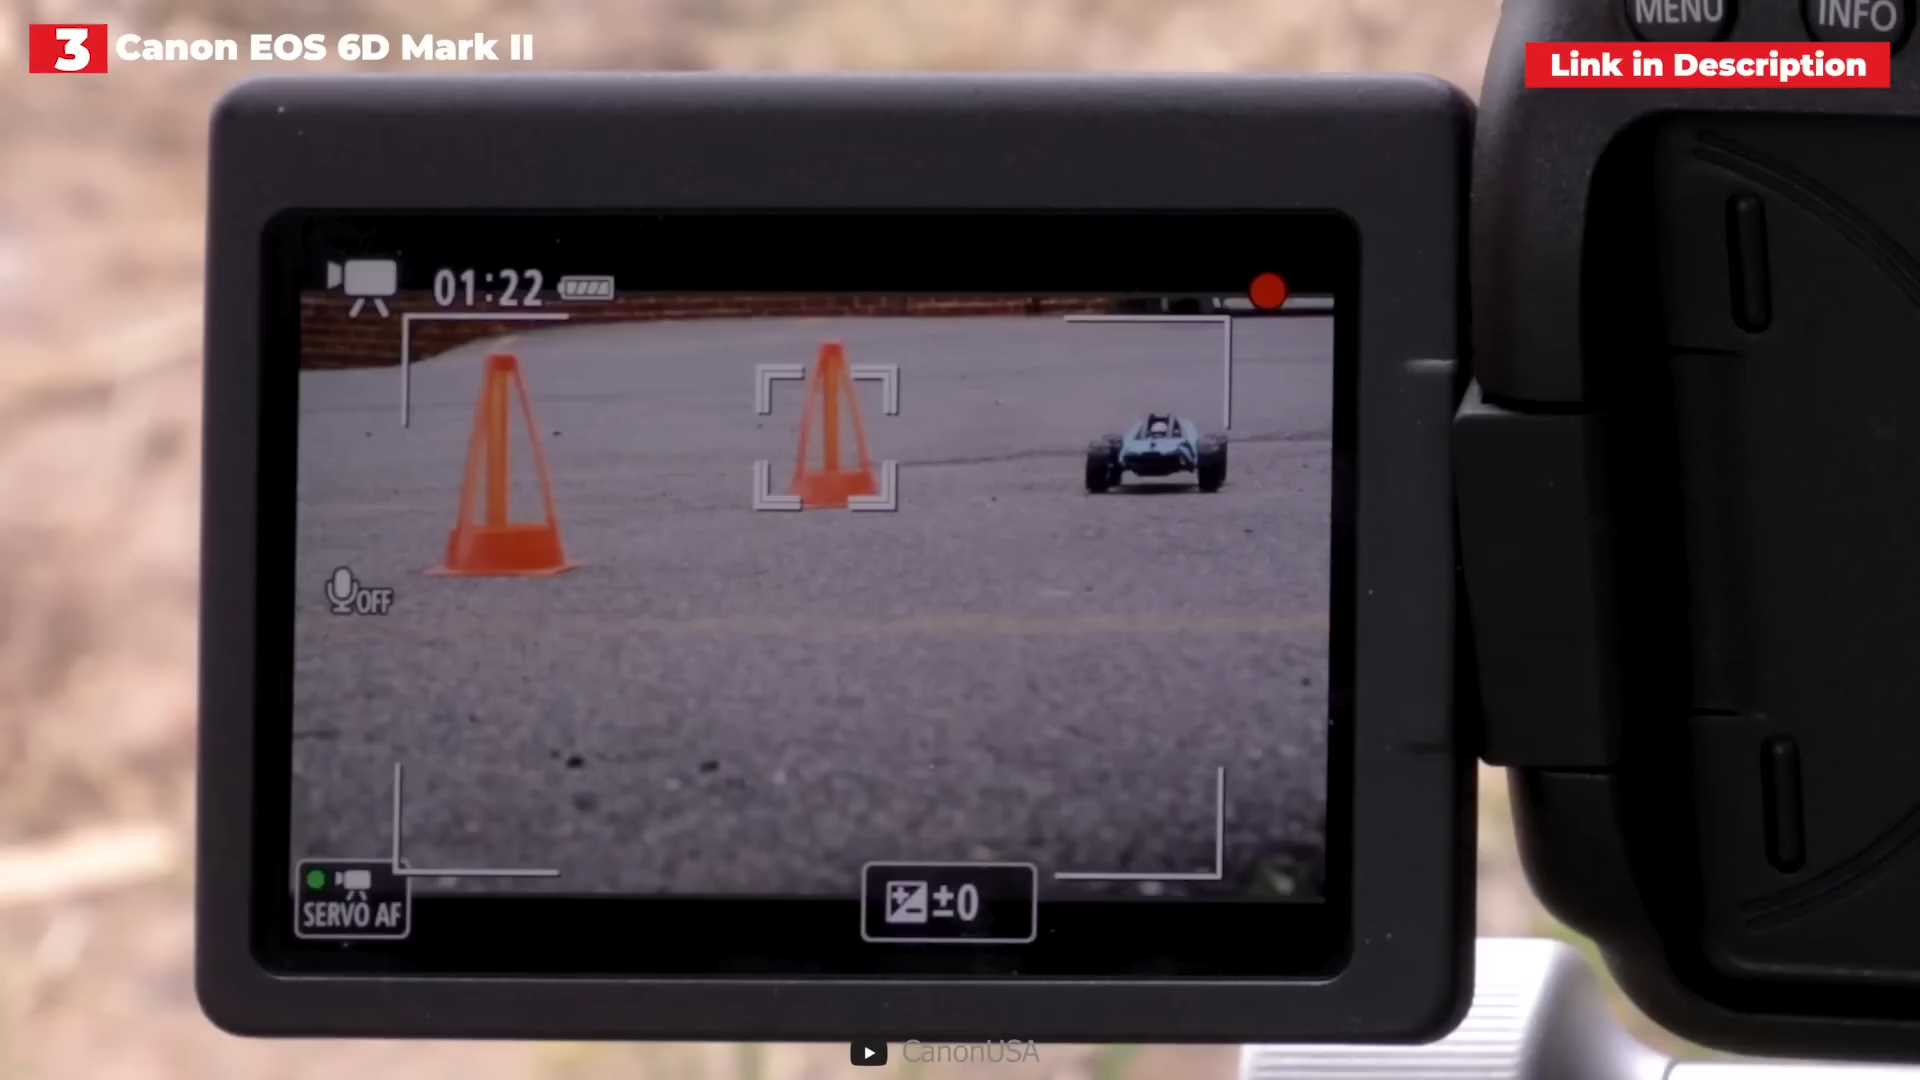 3 Canon EOS 6D Mark II
MENU INFO
Link in Description
01:22
OFF
SERVO AF
±0
CanonUSA